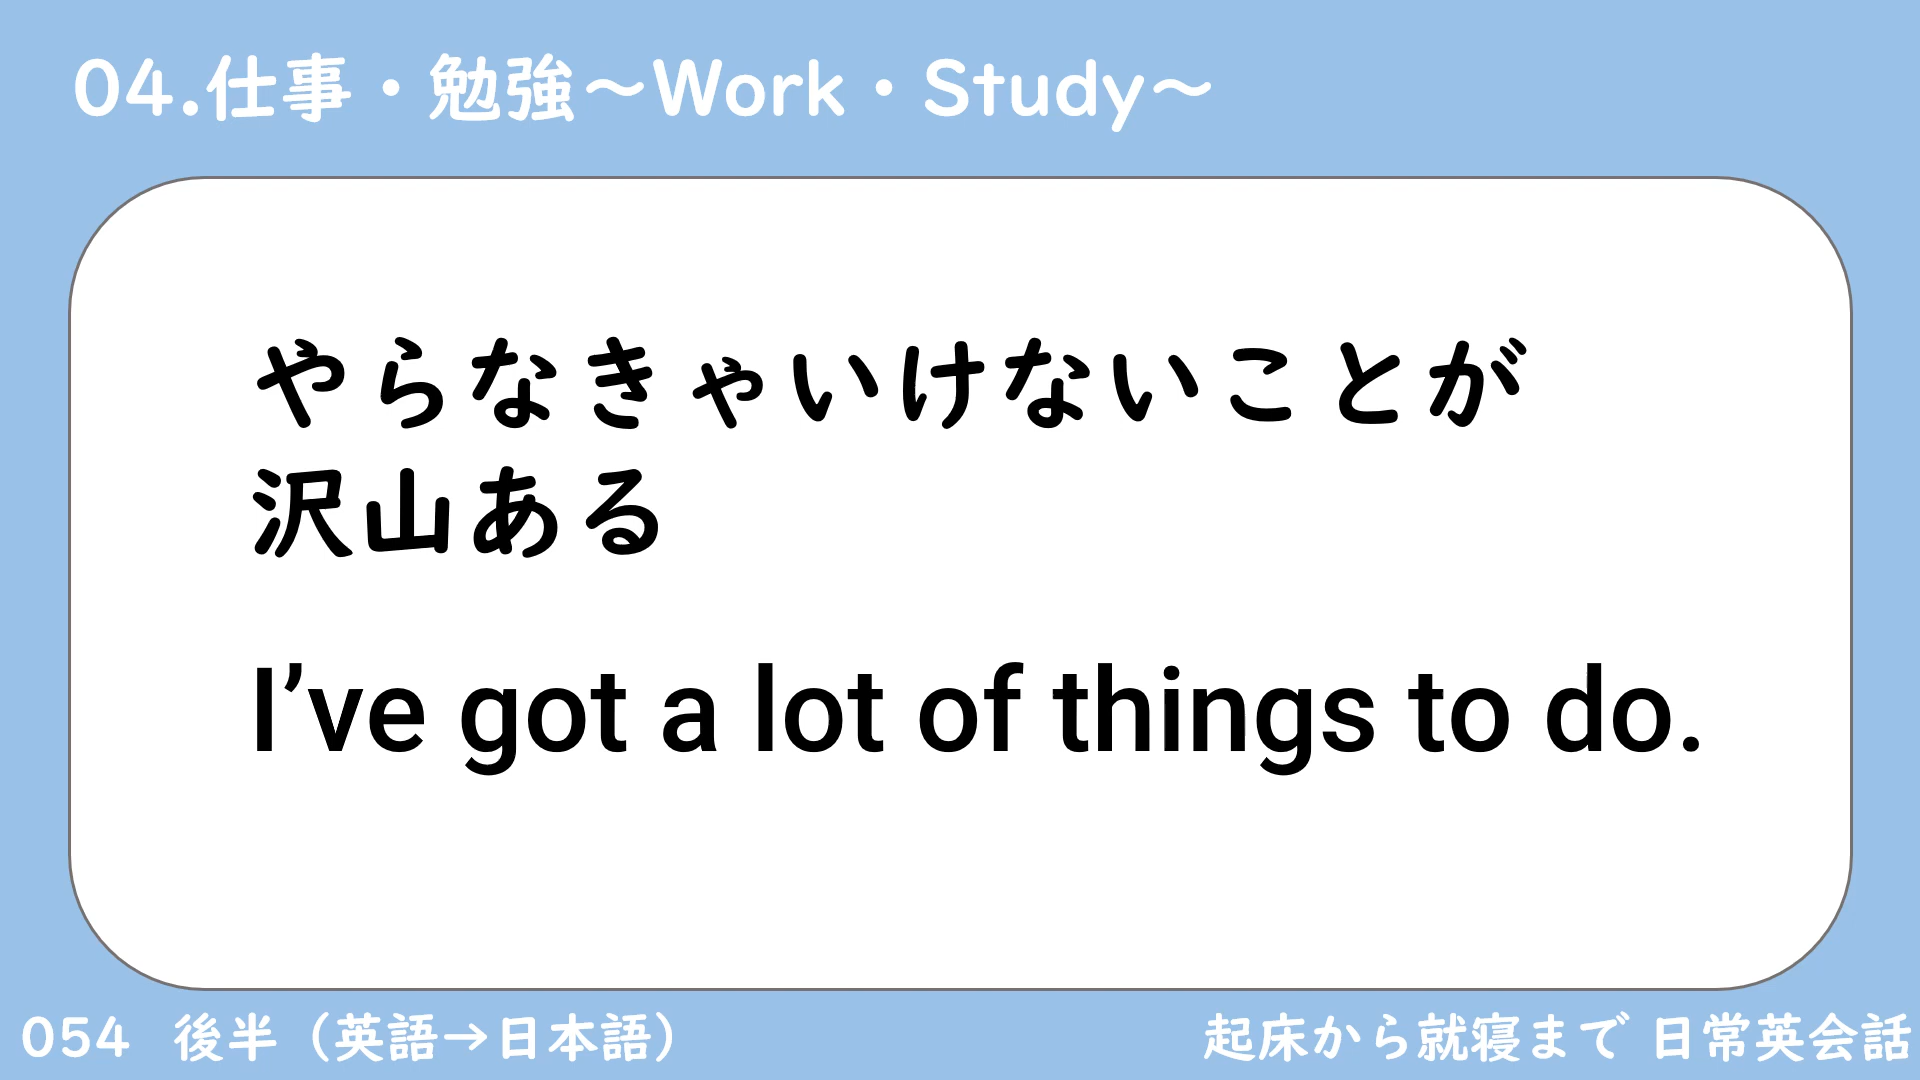 04.仕事・勉強〜Work・Study〜
やらなきゃいけないことが
沢山ある
I’ve got a lot of things to do.
054 後半（英語→日本語）
起床から就寝まで 日常英会話